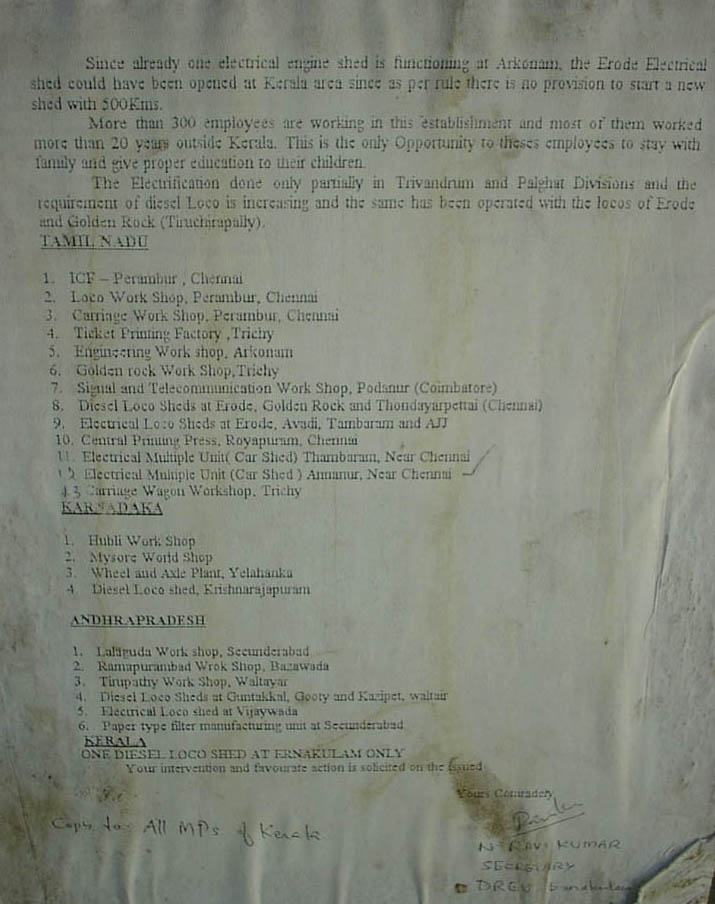 Since already one electrical engine shed is functioning at Arkonam, the Erode Electrical
shed could have been opened at Kerala area since as per rule there is no provision to start a new
shed with 500Kms.
More than 300 employees are working in this establishment and most of them worked
more than 20 years outside Kerala. This is the only Opportunity to theses employees to stay with
family and give proper education to their children.
The Electrification done only partially in Trivandrum and Palghat Divisions and the
requirement of diesel Loco is increasing and the same has been operated with the locos of Erode
and Golden Rock (Tiruchirapally).
TAMIL NADU
1. ICF – Perambur , Chennai
2. Loco Work Shop, Perambur, Chennai
3. Carriage Work Shop, Perambur, Chennai
4. Ticket Printing Factory ,Trichy
5. Engineering Work shop, Arkonam
6. Golden rock Work Shop,Trichy
7. Signal and Telecommunication Work Shop, Podanur (Coimbatore)
8. Diesel Loco Sheds at Erode, Golden Rock and Thondayarpettai (Chennai)
9. Electrical Loco Sheds at Erode, Avadi, Tambaram and AJJ
10. Central Printing Press, Royapuram, Chennai
11. Electrical Multiple Unit( Car Shed) Thambaram, Near Chennai
12. Electrical Multiple Unit (Car Shed ) Annanur, Near Chennai
13 Carriage Wagon Workshop, Trichy
KARNADAKA
1. Hubli Work Shop
2. Mysore World Shop
3. Wheel and Axle Plant, Yelahanka
4. Diesel Loco shed, Krishnarajapuram
ANDHRAPRADESH
1. Lalaguda Work shop, Secunderabad
2. Ramapurambad Wrok Shop, Bazawada
3. Tirupathy Work Shop, Waltayar
4. Diesel Loco Sheds at Guntakkal, Gooty and Kazipet, waltair
5. Electrical Loco shed at Vijaywada
6. Paper type filter manufacturing unit at Secunderabad
KERALA
ONE DIESEL LOCO SHED AT ERNAKULAM ONLY
Your intervention and favourate action is solicited on the issued
Yours Comradely
Copy to: All MPs of Kerala
N. RAVI KUMAR
SECRETARY
DREU